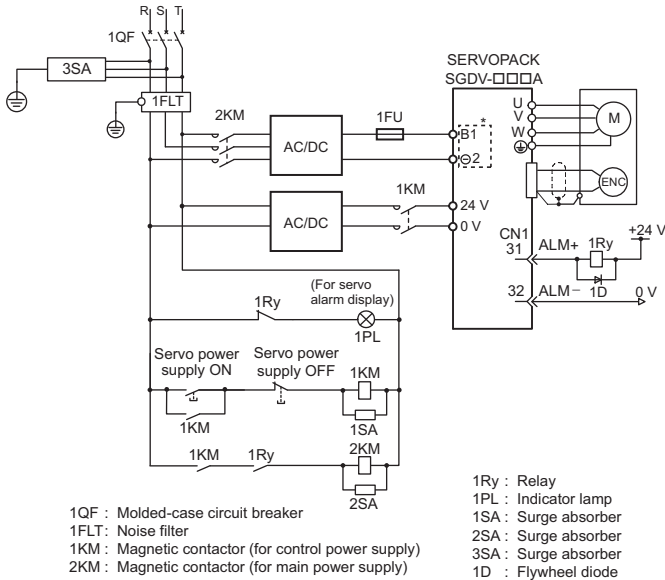 R S T
1QF
3SA
1FLT
2KM
AC/DC
1FU
SERVOPACK
SGDV-□□□A
B1
*
⊖2
U
V
W
M
ENC
AC/DC
1KM
24 V
0 V
CN1
31
ALM+
1Ry
+24 V
32
ALM−
1D
0 V
(For servo
alarm display)
1Ry
1PL
Servo power
supply ON
Servo power
supply OFF
1KM
1KM
1SA
1KM
1Ry
2KM
2SA
1QF : Molded-case circuit breaker
1FLT : Noise filter
1KM : Magnetic contactor (for control power supply)
2KM : Magnetic contactor (for main power supply)
1Ry : Relay
1PL : Indicator lamp
1SA : Surge absorber
2SA : Surge absorber
3SA : Surge absorber
1D : Flywheel diode